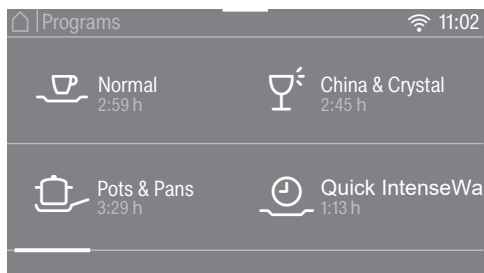 Programs 11:02
Normal
2:59 h
China & Crystal
2:45 h
Pots & Pans
3:29 h
Quick IntenseWa
1:13 h